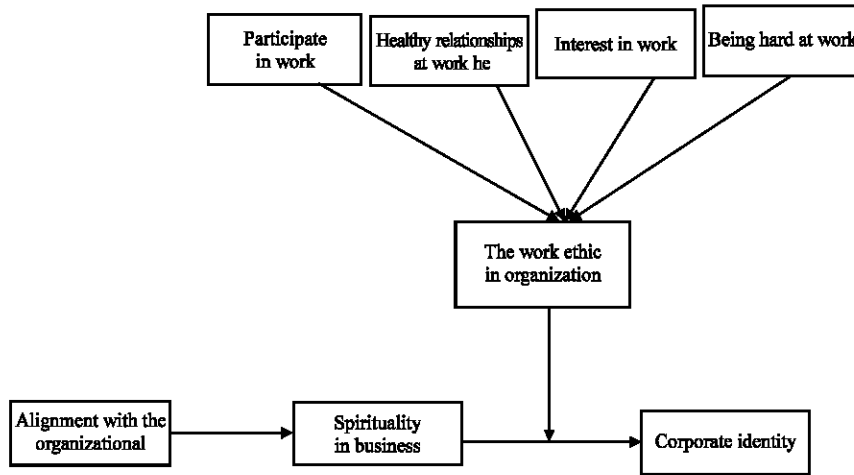 Participate
in work
Healthy relationships
at work he
Interest in work
Being hard at work
The work ethic
in organization
Alignment with the
organizational
Spirituality
in business
Corporate identity